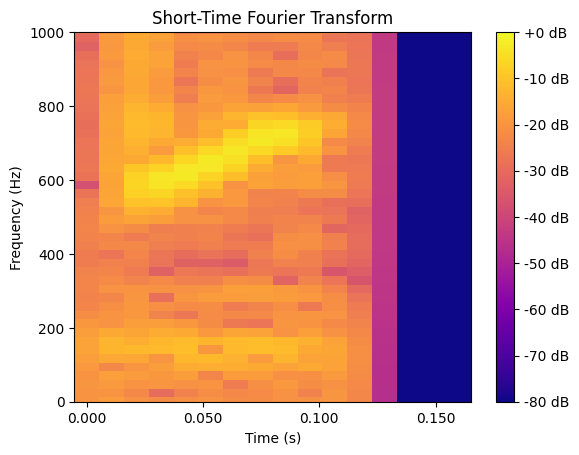 Short-Time Fourier Transform
1000
800
600
400
200
0
Frequency (Hz)
0.000
0.050
0.100
0.150
Time (s)
+0 dB
-10 dB
-20 dB
-30 dB
-40 dB
-50 dB
-60 dB
-70 dB
-80 dB